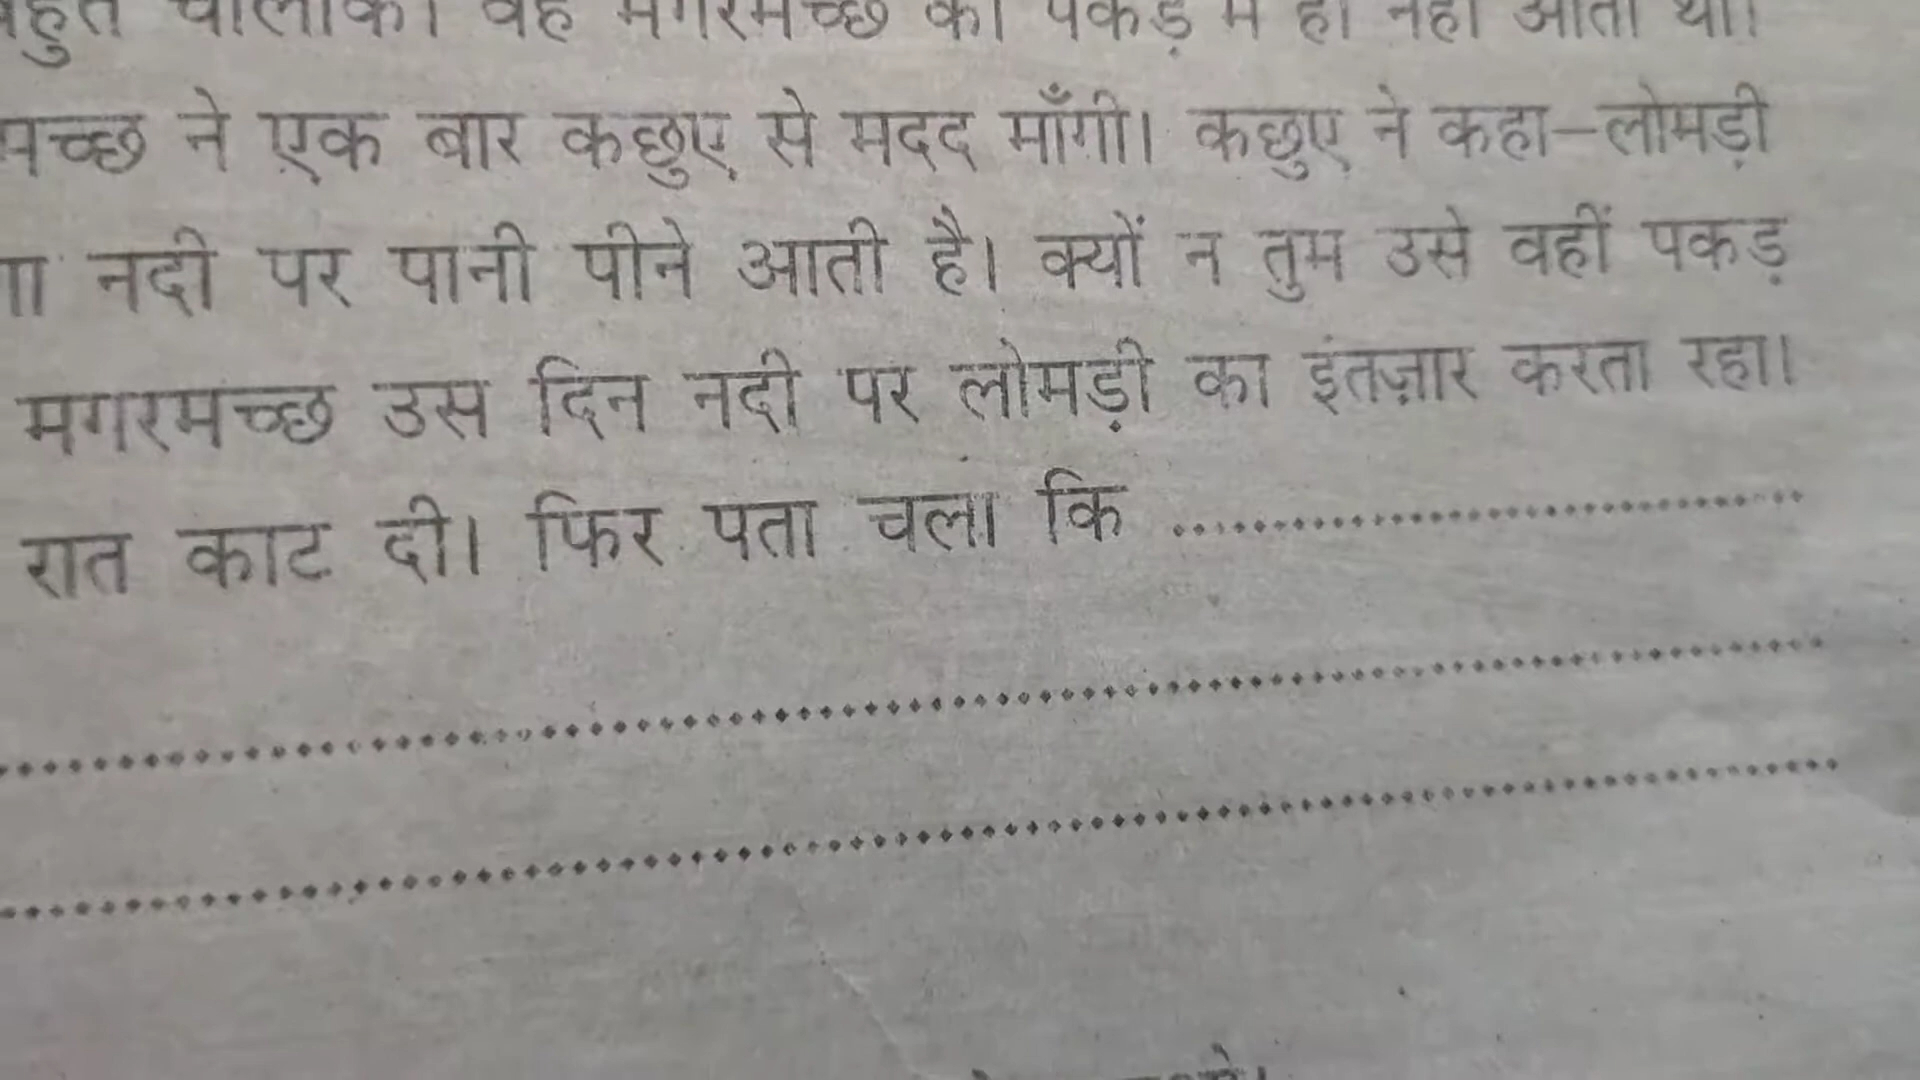 बहुत चालाक। वह मगरमच्छ की पकड़ में ही नहीं आती थी।
मच्छ ने एक बार कछुए से मदद माँगी। कछुए ने कहा–लोमड़ी
नदी पर पानी पीने आती है। क्यों न तुम उसे वहीं पकड़
मगरमच्छ उस दिन नदी पर लोमड़ी का इंतज़ार करता रहा।
रात काट दी। फिर पता चला कि ........................................
................................................................................
................................................................................